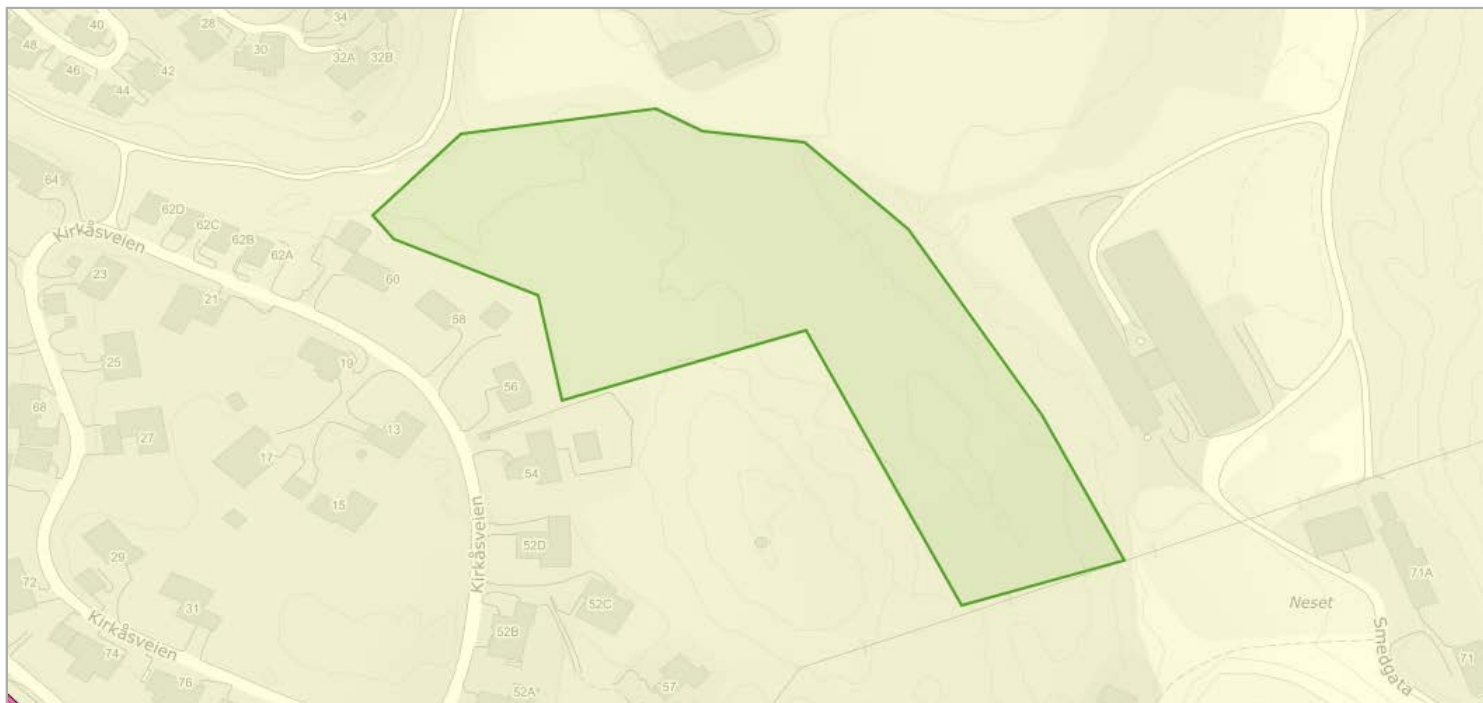 34
40
28
48
30
32A
32B
46
42
44
64
62D
62C
Kirkåsveien
62B
62A
23
60
21
58
19
25
56
68
13
27
17
54
15
Kirkåsveien
52D
29
72
71A
31
52C
Neset
Kirkåsveien
52B
Smedgata
74
71
57
76
52A